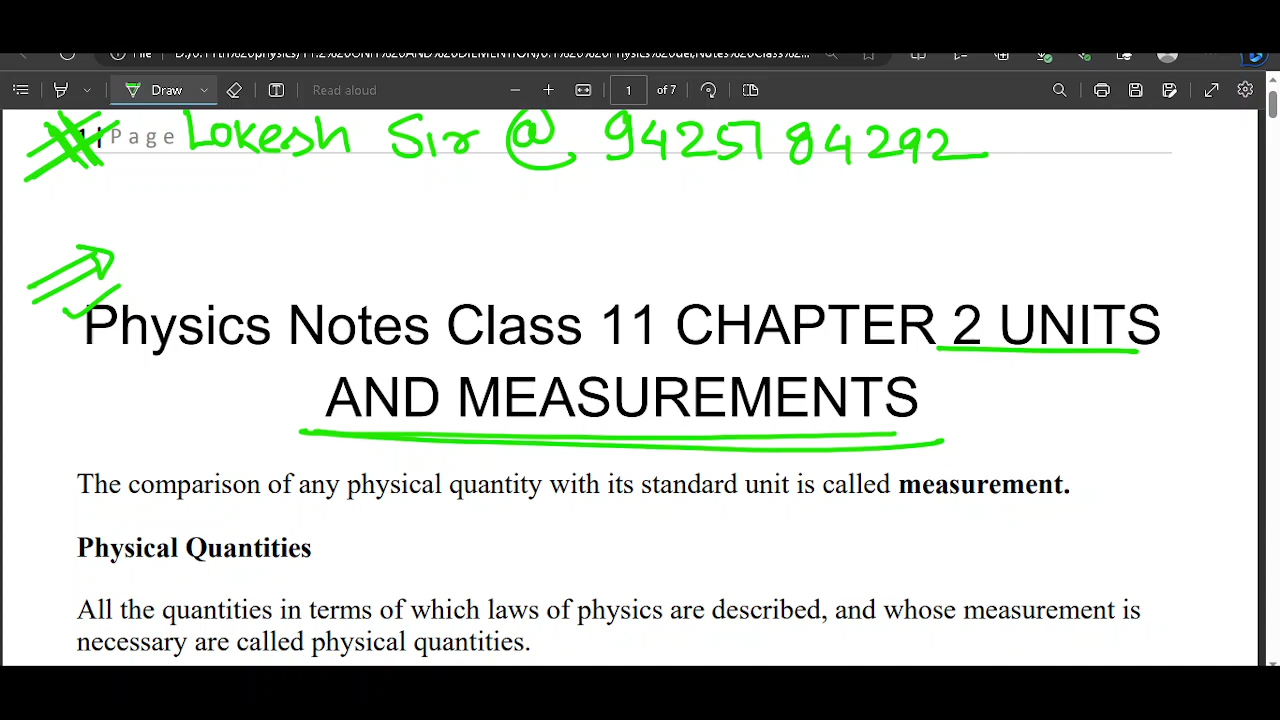 Draw
Read aloud
1
of 7
1 | Page
Lokesh Sir @ 9425784292
Physics Notes Class 11 CHAPTER 2 UNITS
AND MEASUREMENTS
The comparison of any physical quantity with its standard unit is called measurement.
Physical Quantities
All the quantities in terms of which laws of physics are described, and whose measurement is
necessary are called physical quantities.